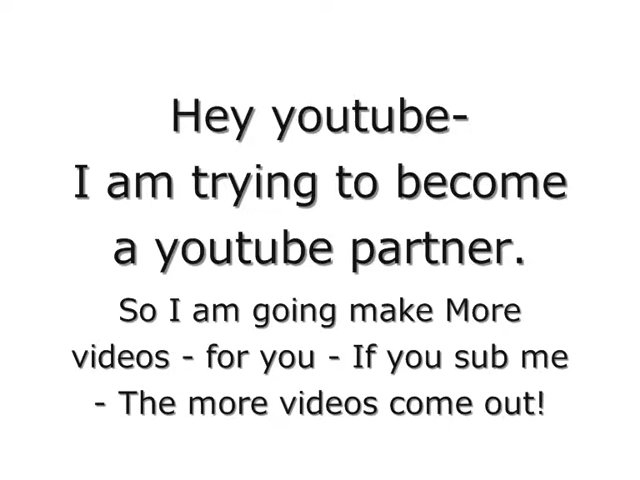 Hey youtube-
I am trying to become
a youtube partner.
So I am going make More
videos - for you - If you sub me
- The more videos come out!